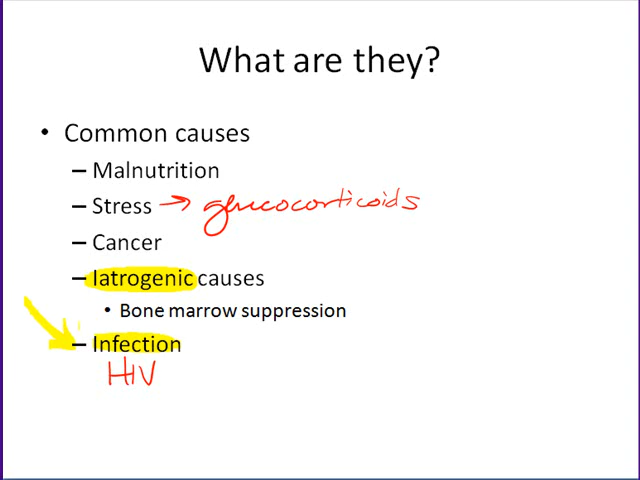 What are they?
• Common causes
– Malnutrition
– Stress → glucocorticoids
– Cancer
– Iatrogenic causes
• Bone marrow suppression
– Infection
HIV